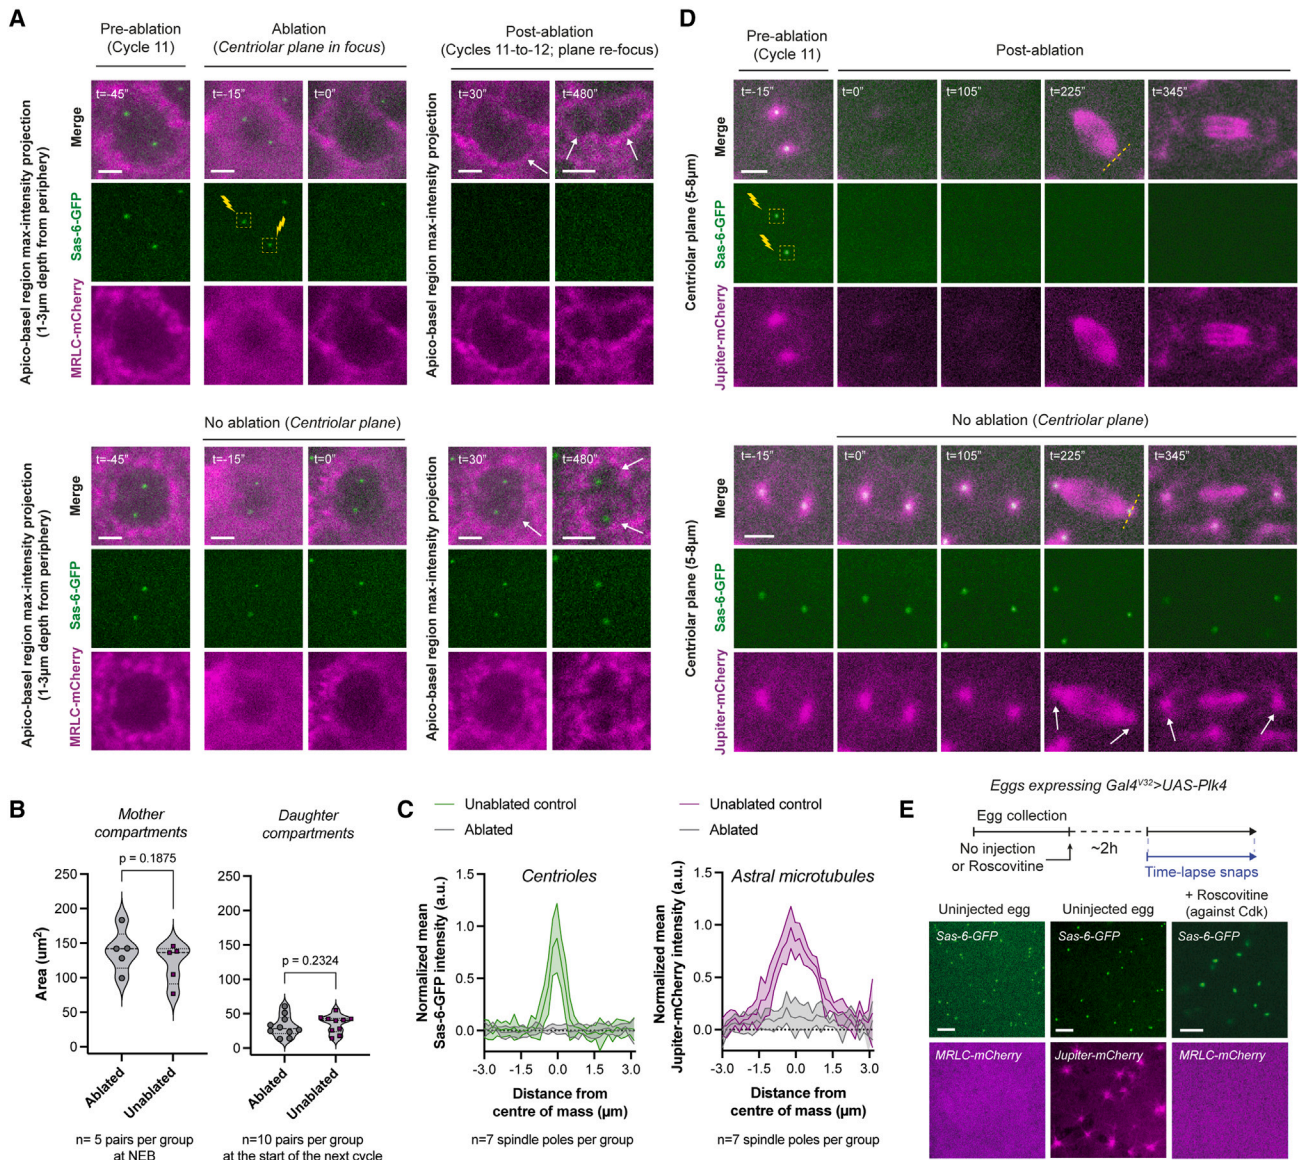 A
Pre-ablation
(Cycle 11)
Ablation
(Centriolar plane in focus)
Post-ablation
(Cycles 11-to-12; plane re-focus)
Apico-basel region max-intensity projection
(1-3μm depth from periphery)
Merge
Sas-6-GFP
MRLC-mCherry
t=-45"
t=-15"
t=0"
Apico-basel region max-intensity projection
t=30"
t=480"
No ablation (Centriolar plane)
Apico-basel region max-intensity projection
(1-3μm depth from periphery)
Merge
Sas-6-GFP
MRLC-mCherry
t=-45"
t=-15"
t=0"
Apico-basel region max-intensity projection
t=30"
t=480"
D
Pre-ablation
(Cycle 11)
Post-ablation
Centriolar plane (5-8μm)
Merge
Sas-6-GFP
Jupiter-mCherry
t=-15"
t=0"
t=105"
t=225"
t=345"
No ablation (Centriolar plane)
Centriolar plane (5-8μm)
Merge
Sas-6-GFP
Jupiter-mCherry
t=-15"
t=0"
t=105"
t=225"
t=345"
B
Mother
compartments
Daughter
compartments
p = 0.1875
p = 0.2324
Area (um²)
250
200
150
100
50
0
250
200
150
100
50
0
Ablated
Unablated
Ablated
Unablated
n= 5 pairs per group
at NEB
n=10 pairs per group
at the start of the next cycle
C
Unablated control
Ablated
Unablated control
Ablated
Centrioles
Astral microtubules
Normalized mean
Sas-6-GFP intensity (a.u.)
1.5
1.0
0.5
0.0
-3.0
-1.5
0.0
1.5
3.0
Distance from
centre of mass (μm)
n=7 spindle poles per group
Normalized mean
Jupiter-mCherry intensity (a.u.)
1.5
1.0
0.5
0.0
-3.0
-1.5
0.0
1.5
3.0
Distance from
centre of mass (μm)
n=7 spindle poles per group
E
Eggs expressing Gal4ⱽ³²>UAS-Plk4
Egg collection
No injection
or Roscovitine
~2h
Time-lapse snaps
Uninjected egg
Uninjected egg
+ Roscovitine
(against Cdk)
Sas-6-GFP
Sas-6-GFP
Sas-6-GFP
MRLC-mCherry
Jupiter-mCherry
MRLC-mCherry